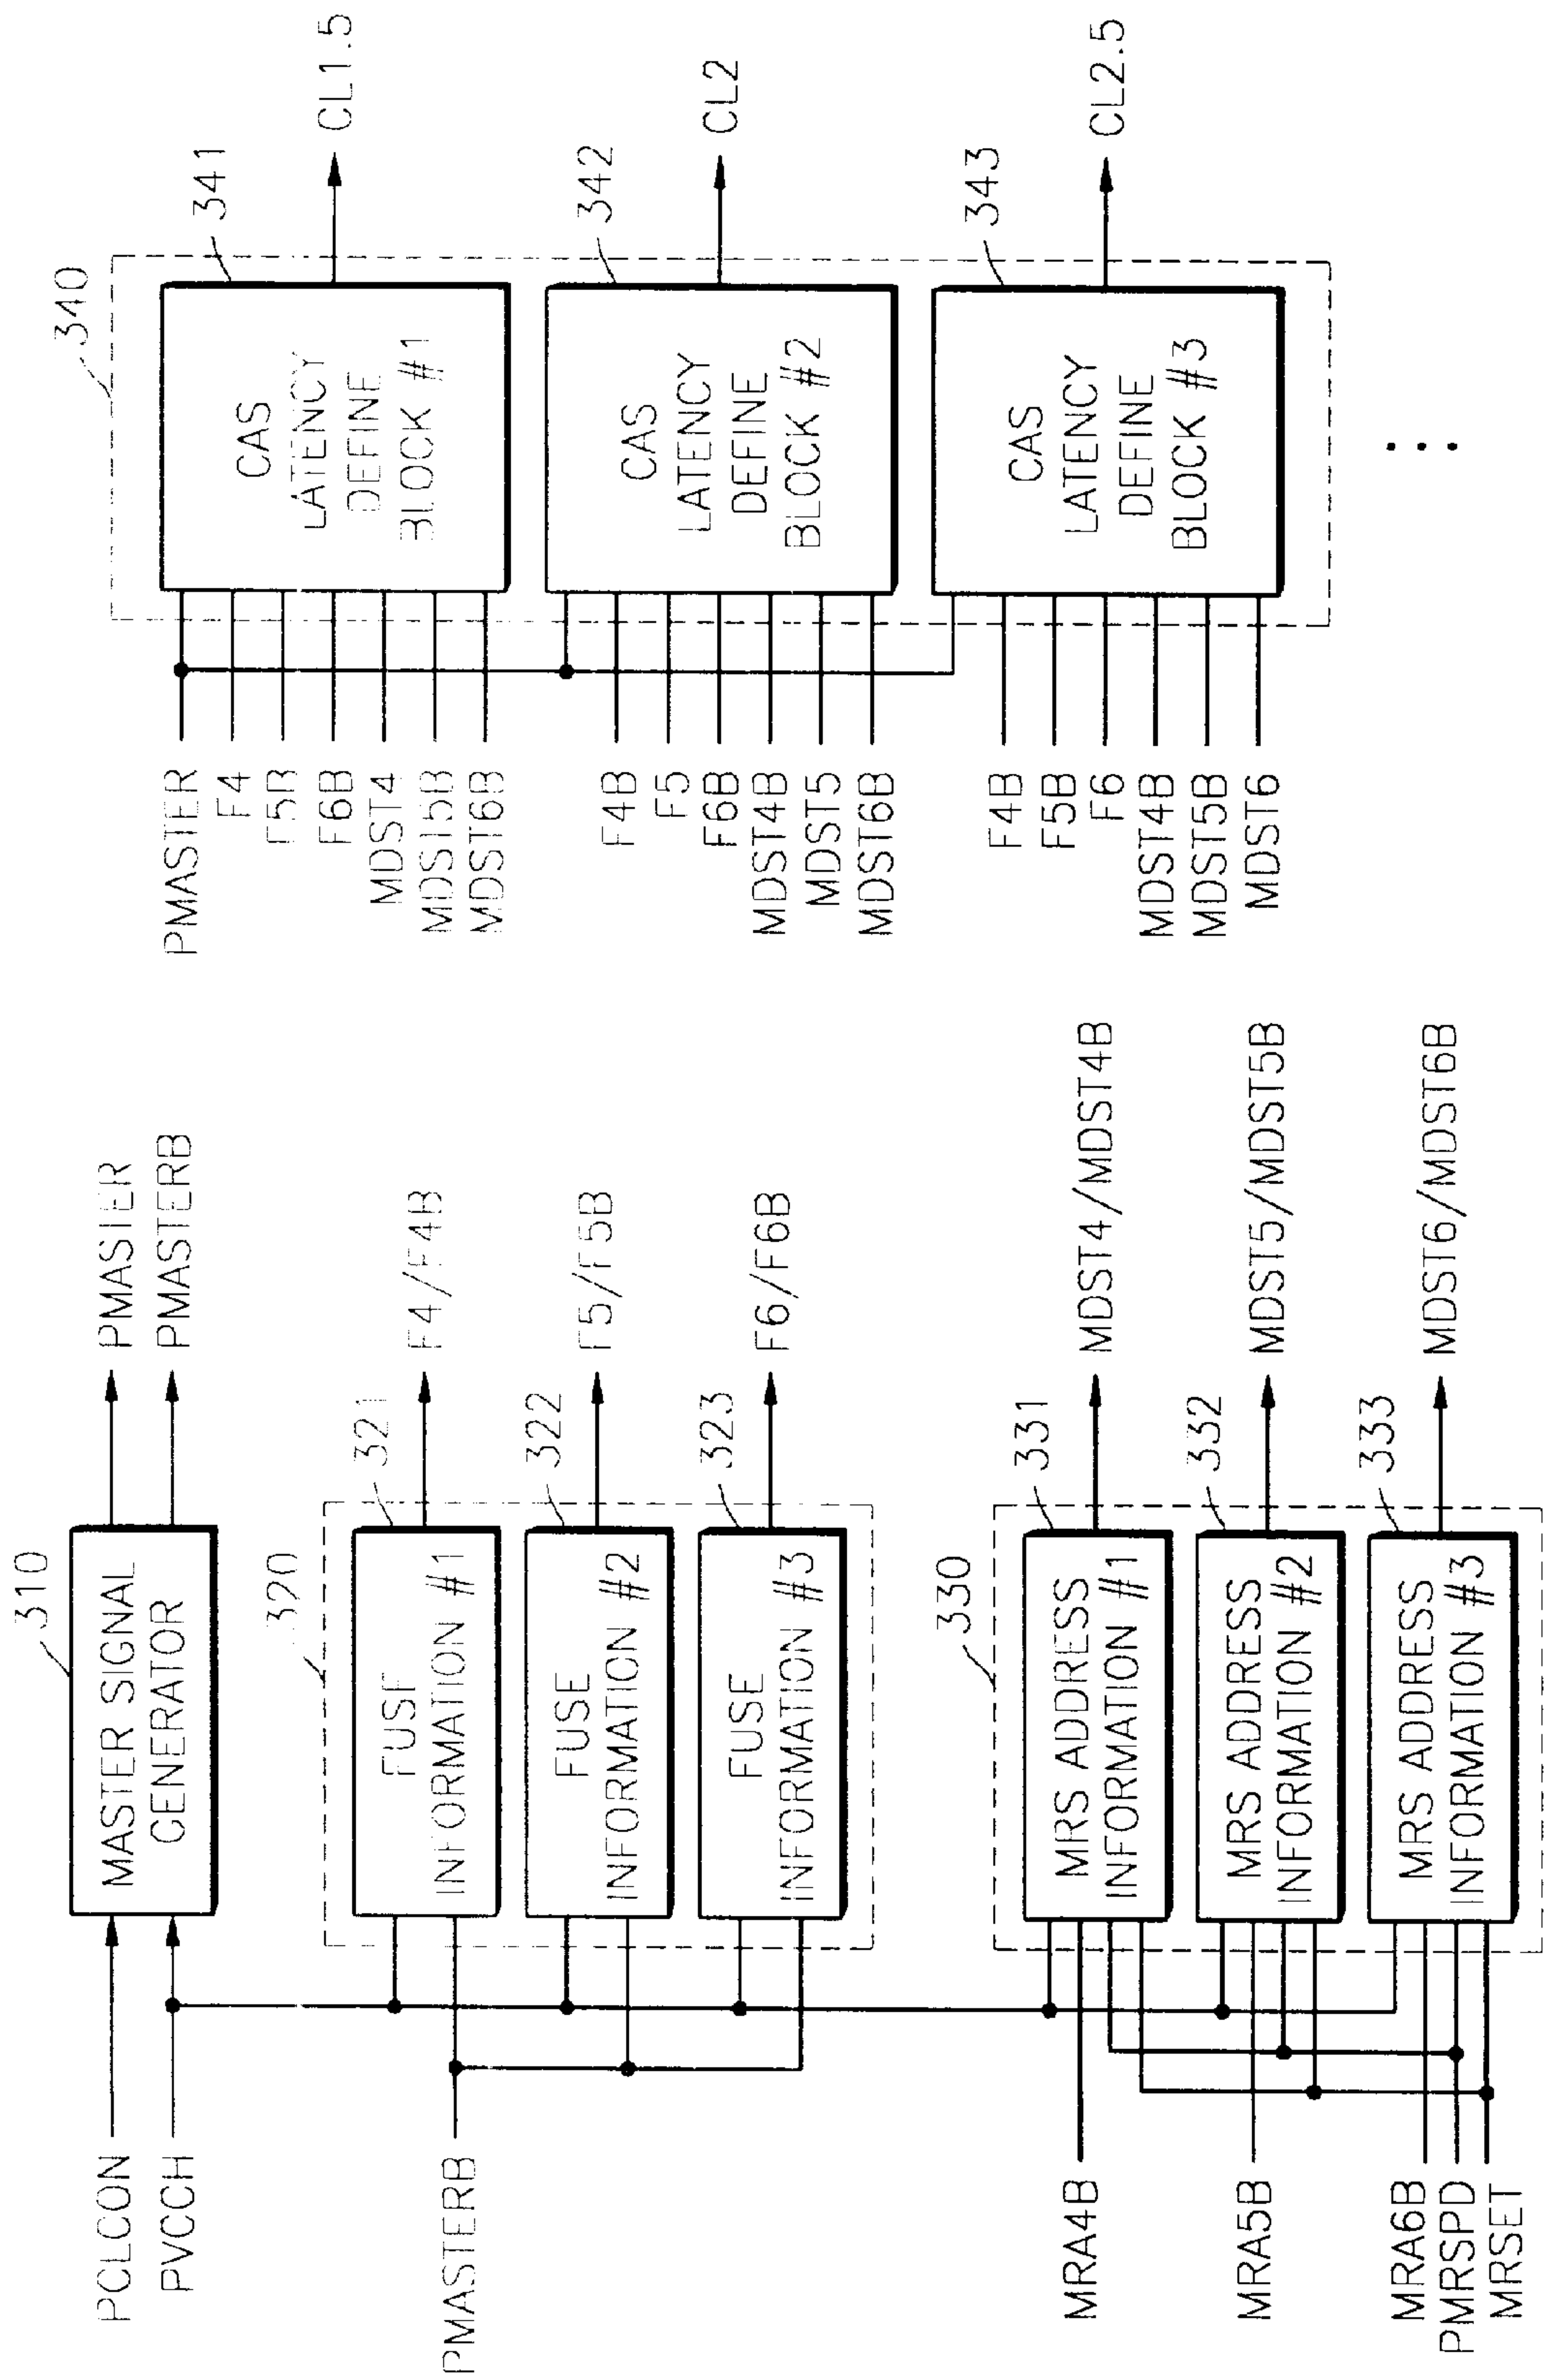 310
MASTER SIGNAL
GENERATOR
PCLCON
PVCCH
PMASTER
PMASTERB
320
321
FUSE
INFORMATION #1
F4/F4B
322
FUSE
INFORMATION #2
F5/F5B
323
FUSE
INFORMATION #3
F6/F6B
PMASTERB
330
331
MRS ADDRESS
INFORMATION #1
MDST4/MDST4B
332
MRS ADDRESS
INFORMATION #2
MDST5/MDST5B
333
MRS ADDRESS
INFORMATION #3
MDST6/MDST6B
MRA4B
MRA5B
MRA6B
PMRSPD
MRSET
340
PMASTER
F4
F5B
F6B
MDST4
MDST5B
MDST6B
341
CAS
LATENCY
DEFINE
BLOCK #1
CL1.5
F4B
F5
F6B
MDST4B
MDST5
MDST6B
342
CAS
LATENCY
DEFINE
BLOCK #2
CL2
F4B
F5B
F6
MDST4B
MDST5B
MDST6
343
CAS
LATENCY
DEFINE
BLOCK #3
CL2.5
...